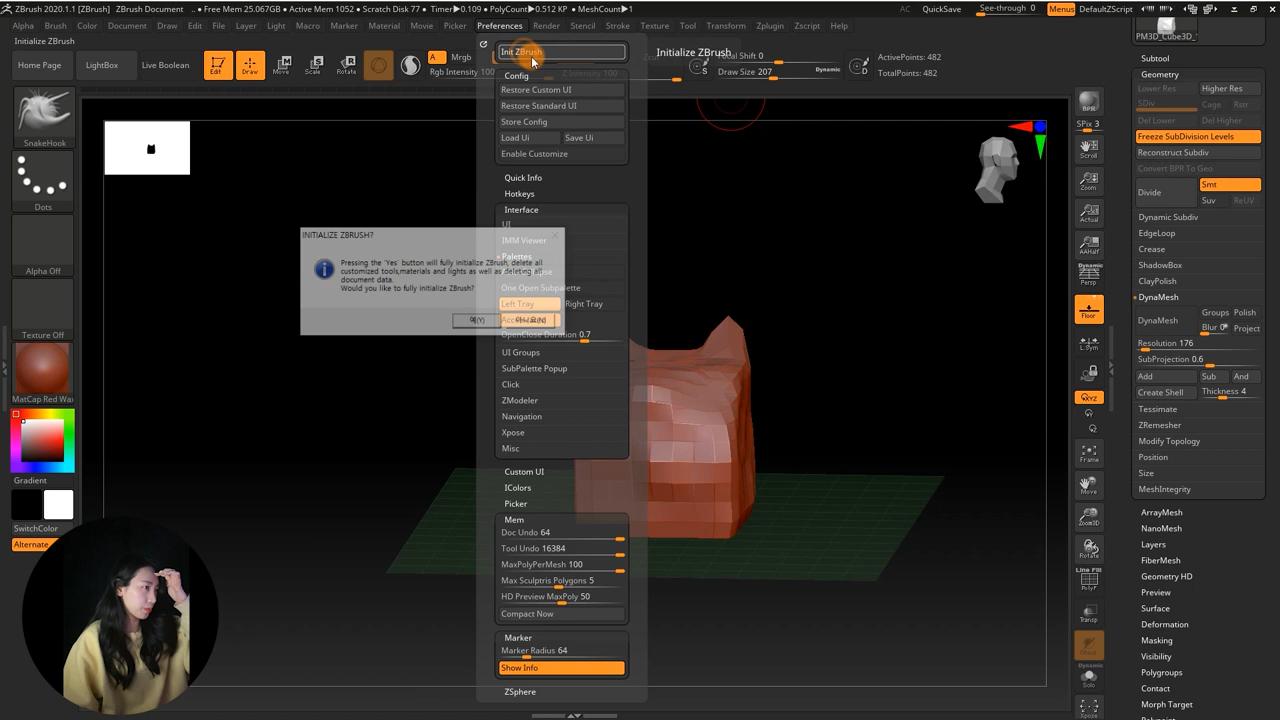 ZBrush 2020.1.1 [ZBrush] ZBrush Document .. • Free Mem 25.067GB • Active Mem 1052 • Scratch Disk 77 • Timer▶0.109 • PolyCount▶0.512 KP • MeshCount▶1
AC QuickSave See-through 0 Menus DefaultZScript
Alpha Brush Color Document Draw Edit File Layer Light Macro Marker Material Movie Picker Preferences Render Stencil Stroke Texture Tool Transform Zplugin Zscript Help
Initialize ZBrush
Home Page LightBox Live Boolean Edit Draw Move Scale Rotate
A Mrgb
Rgb Intensity 100
Z Intensity 100
Focal Shift 0
Draw Size 207 Dynamic
S
D
ActivePoints: 482
TotalPoints: 482
SnakeHook
Dots
Alpha Off
Texture Off
MatCap Red Wax
Gradient
SwitchColor
Alternate
Init ZBrush
Initialize ZBrush
Config
Restore Custom UI
Restore Standard UI
Store Config
Load Ui Save Ui
Enable Customize
Quick Info
Hotkeys
Interface
UI
IMM Viewer
Palettes
One Open Subpalette
Left Tray Right Tray
OpenClose Duration 0.7
UI Groups
SubPalette Popup
Click
ZModeler
Navigation
Xpose
Misc
Custom UI
IColors
Picker
Mem
Doc Undo 64
Tool Undo 16384
MaxPolyPerMesh 100
Max Sculptris Polygons 5
HD Preview MaxPoly 50
Compact Now
Marker
Marker Radius 64
Show Info
ZSphere
INITIALIZE ZBRUSH?
Pressing the 'Yes' button will fully initialize ZBrush, delete all
customized tools,materials and lights as well as deleting all
document data.
Would you like to fully initialize ZBrush?
예(Y) 아니요(N)
BPR
SPix 3
Scroll
Zoom
Actual
AAHalf
Dynamic
Persp
Floor
L.Sym
XYZ
Frame
Move
Zoom3D
Rotate
Line Fill
PolyF
Transp
Ghost
Dynamic
Solo
Xpose
PM3D_Cube3D_
Subtool
Geometry
Lower Res Higher Res
SDiv Cage Rstr
Del Lower Del Higher
Freeze SubDivision Levels
Reconstruct Subdiv
Convert BPR To Geo
Divide Smt
Suv ReUV
Dynamic Subdiv
EdgeLoop
Crease
ShadowBox
ClayPolish
DynaMesh
DynaMesh Groups Polish
Blur 0 Project
Resolution 176
SubProjection 0.6
Add Sub And
Create Shell Thickness 4
Tessimate
ZRemesher
Modify Topology
Position
Size
MeshIntegrity
ArrayMesh
NanoMesh
Layers
FiberMesh
Geometry HD
Preview
Surface
Deformation
Masking
Visibility
Polygroups
Contact
Morph Target